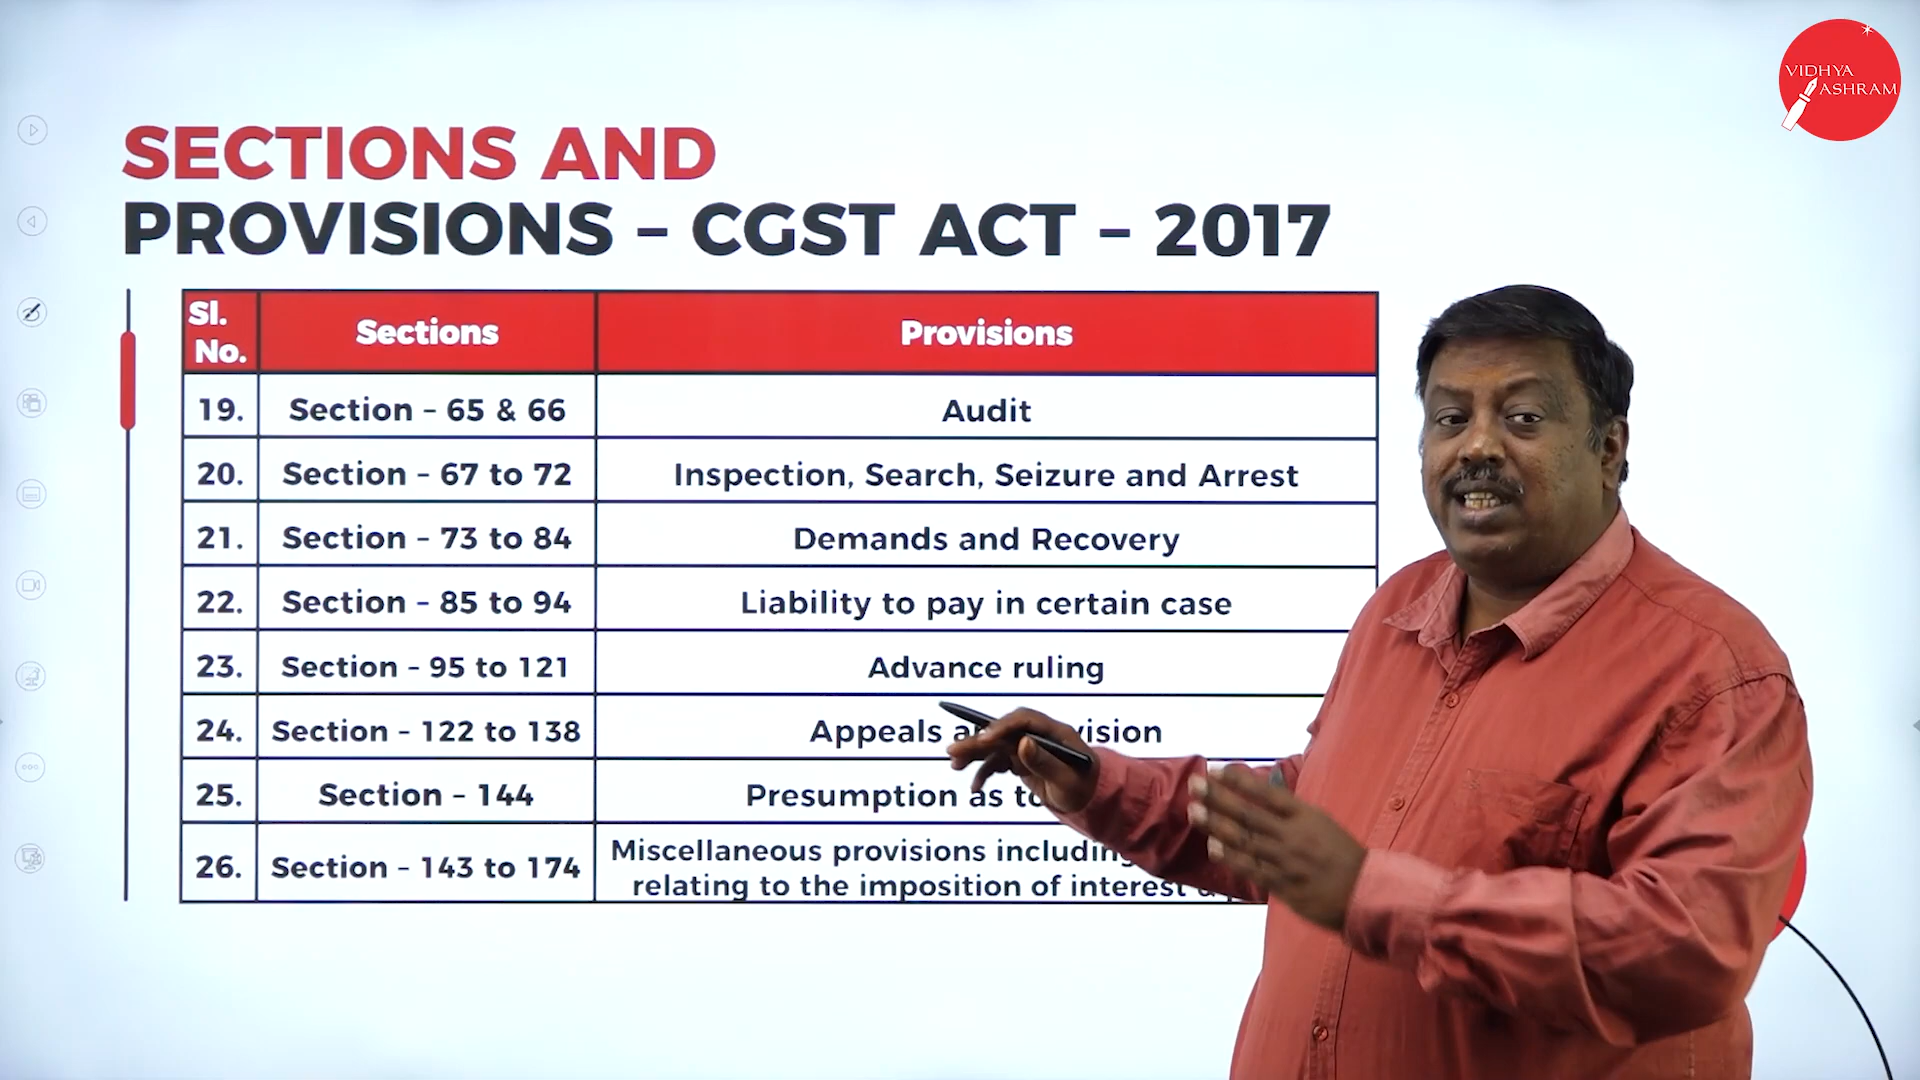 VIDHYA
ASHRAM
SECTIONS AND
PROVISIONS – CGST ACT – 2017
Sl. No. Sections Provisions
19. Section – 65 & 66 Audit
20. Section – 67 to 72 Inspection, Search, Seizure and Arrest
21. Section – 73 to 84 Demands and Recovery
22. Section – 85 to 94 Liability to pay in certain case
23. Section – 95 to 121 Advance ruling
24. Section – 122 to 138 Appeals
25. Section – 144 Presumption as to
26. Section – 143 to 174 Miscellaneous provisions including
relating to the imposition of interest